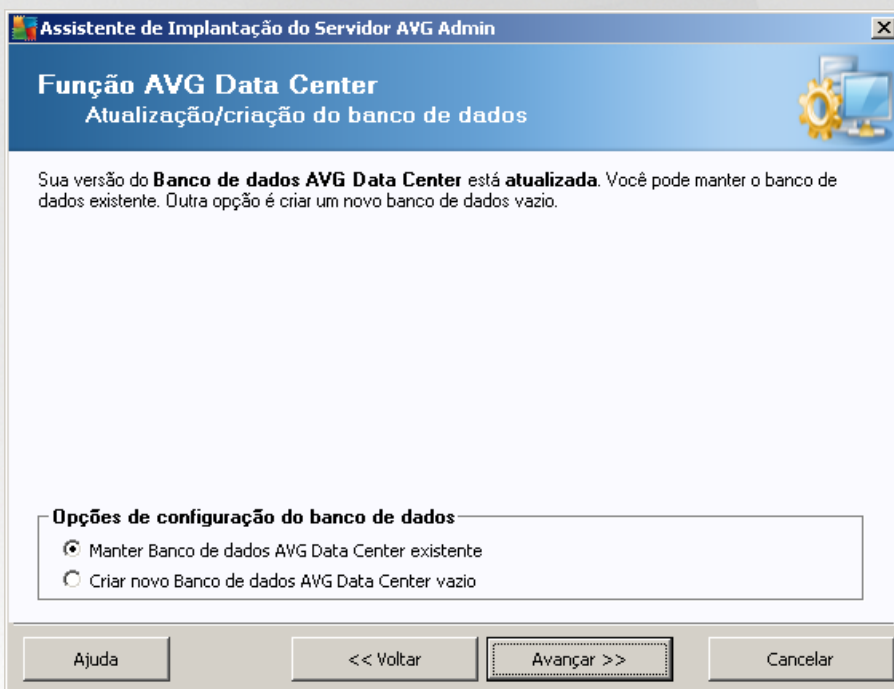 Assistente de Implantação do Servidor AVG Admin
Função AVG Data Center
Atualização/criação do banco de dados
Sua versão do Banco de dados AVG Data Center está atualizada. Você pode manter o banco de
dados existente. Outra opção é criar um novo banco de dados vazio.
Opções de configuração do banco de dados
Manter Banco de dados AVG Data Center existente
Criar novo Banco de dados AVG Data Center vazio
Ajuda
<< Voltar
Avançar >>
Cancelar